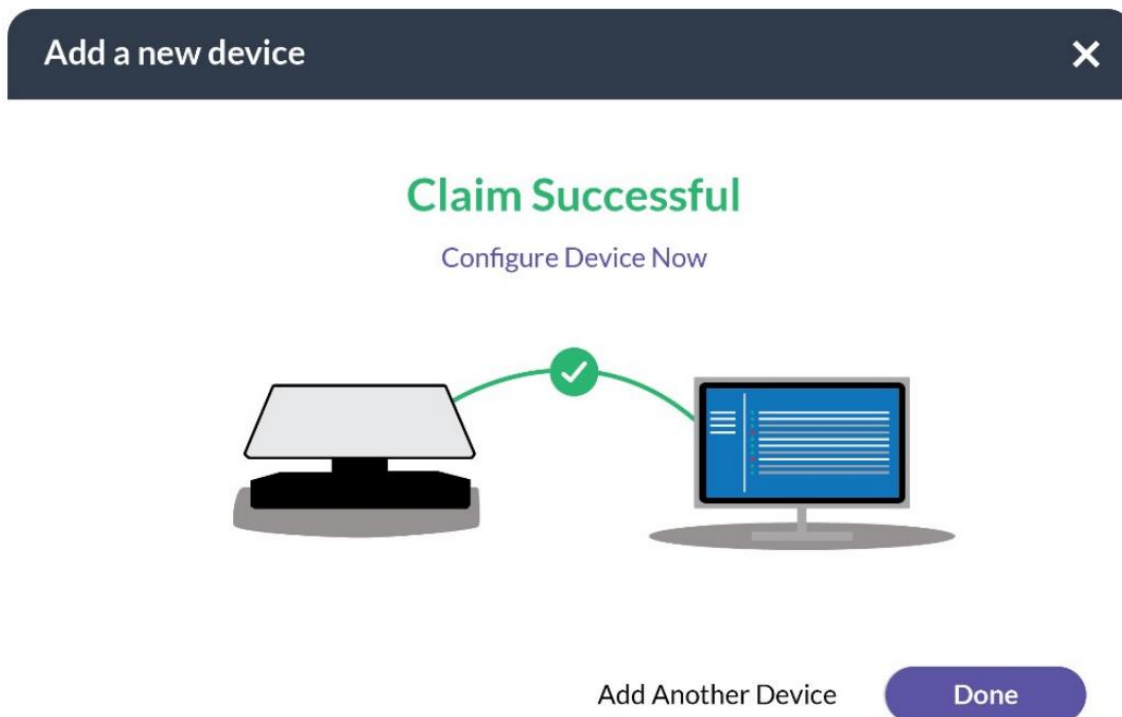 Add a new device
Claim Successful
Configure Device Now
Add Another Device
Done